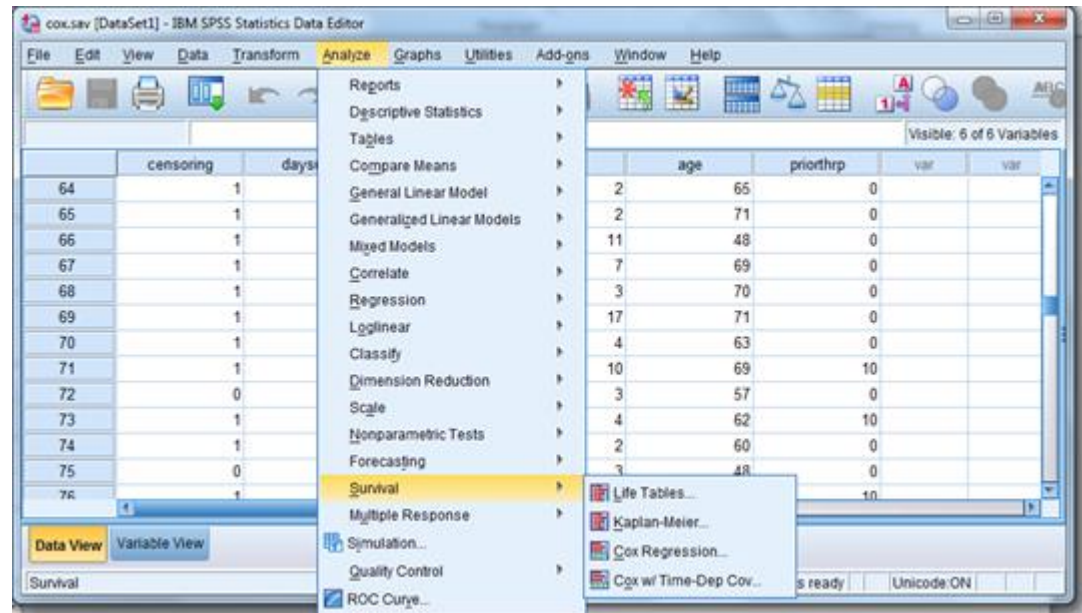 cox.sav [DataSet1] - IBM SPSS Statistics Data Editor
File Edit View Data Transform Analyze Graphs Utilities Add-ons Window Help
Visible: 6 of 6 Variables
censoring days age priorthrp var var
64 1 2 65 0
65 1 2 71 0
66 1 11 48 0
67 1 7 69 0
68 1 3 70 0
69 1 17 71 0
70 1 4 63 0
71 1 10 69 10
72 0 3 57 0
73 1 4 62 10
74 1 2 60 0
75 0 3 48 0
76 1 10
Reports
Descriptive Statistics
Tables
Compare Means
General Linear Model
Generalized Linear Models
Mixed Models
Correlate
Regression
Loglinear
Classify
Dimension Reduction
Scale
Nonparametric Tests
Forecasting
Survival
Multiple Response
Simulation...
Quality Control
ROC Curve...
Life Tables...
Kaplan-Meier...
Cox Regression...
Cox w/ Time-Dep Cov...
Data View Variable View
Survival s ready Unicode:ON